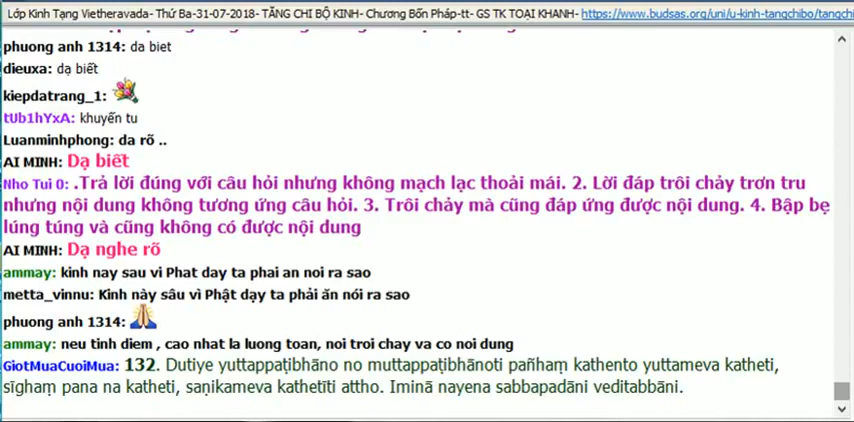 Lớp Kinh Tạng Vietheravada- Thứ Ba-31-07-2018- TĂNG CHI BỘ KINH- Chương Bốn Pháp-tt- GS TK TOẠI KHANH- https://www.budsas.org/uni/u-kinh-tangchibo/tangchi
phuong anh 1314: da biet
dieuxa: dạ biết
kiepdatrang_1:
tUb1hYxA: khuyến tu
Luanminhphong: da rõ ..
AI MINH: Dạ biết
Nho Tui 0: .Trả lời đúng với câu hỏi nhưng không mạch lạc thoải mái. 2. Lời đáp trôi chảy trơn tru
nhưng nội dung không tương ứng câu hỏi. 3. Trôi chảy mà cũng đáp ứng được nội dung. 4. Bập bẹ
lúng túng và cũng không có được nội dung
AI MINH: Dạ nghe rõ
ammay: kinh nay sau vi Phat day ta phai an noi ra sao
metta_vinnu: Kinh này sâu vì Phật dạy ta phải ăn nói ra sao
phuong anh 1314:
ammay: neu tinh diem , cao nhat la luong toan, noi troi chay va co noi dung
GiotMuaCuoiMua: 132. Dutiye yuttappaṭibhāno no muttappaṭibhānoti pañhaṃ kathento yuttameva katheti,
sīghaṃ pana na katheti, saṇikameva kathetīti attho. Iminā nayena sabbapadāni veditabbāni.